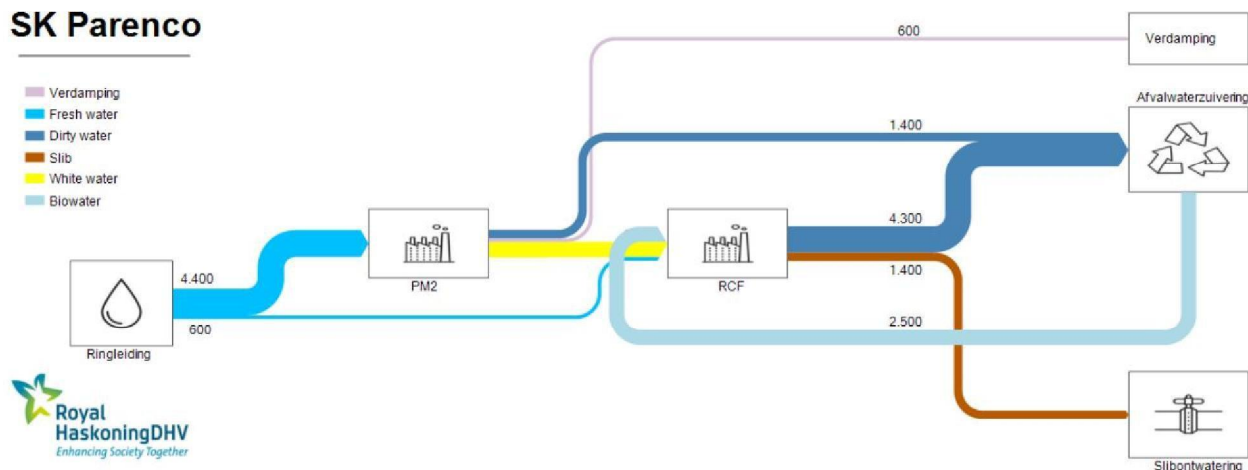 SK Parenco
Verdamping
Fresh water
Dirty water
Slib
White water
Biowater
600
Verdamping
Afvalwaterzuivering
1.400
4.300
1.400
2.500
PM2
RCF
4.400
600
Ringleiding
Slibontwatering
Royal
HaskoningDHV
Enhancing Society Together